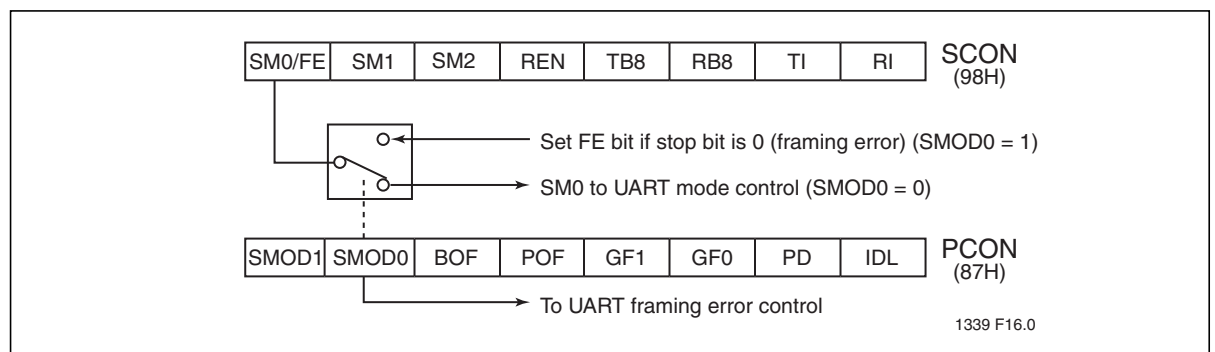 SM0/FE SM1 SM2 REN TB8 RB8 TI RI SCON
(98H)
Set FE bit if stop bit is 0 (framing error) (SMOD0 = 1)
SM0 to UART mode control (SMOD0 = 0)
SMOD1 SMOD0 BOF POF GF1 GF0 PD IDL PCON
(87H)
To UART framing error control
1339 F16.0